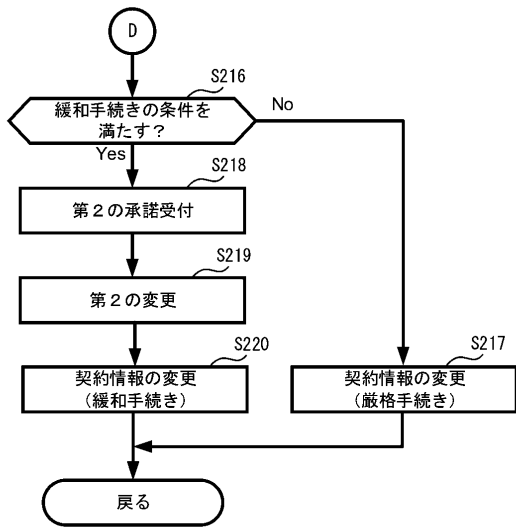 D
S216
緩和手続きの条件を
満たす？
No
Yes
S218
第２の承諾受付
S219
第２の変更
S220
契約情報の変更
（緩和手続き）
S217
契約情報の変更
（厳格手続き）
戻る